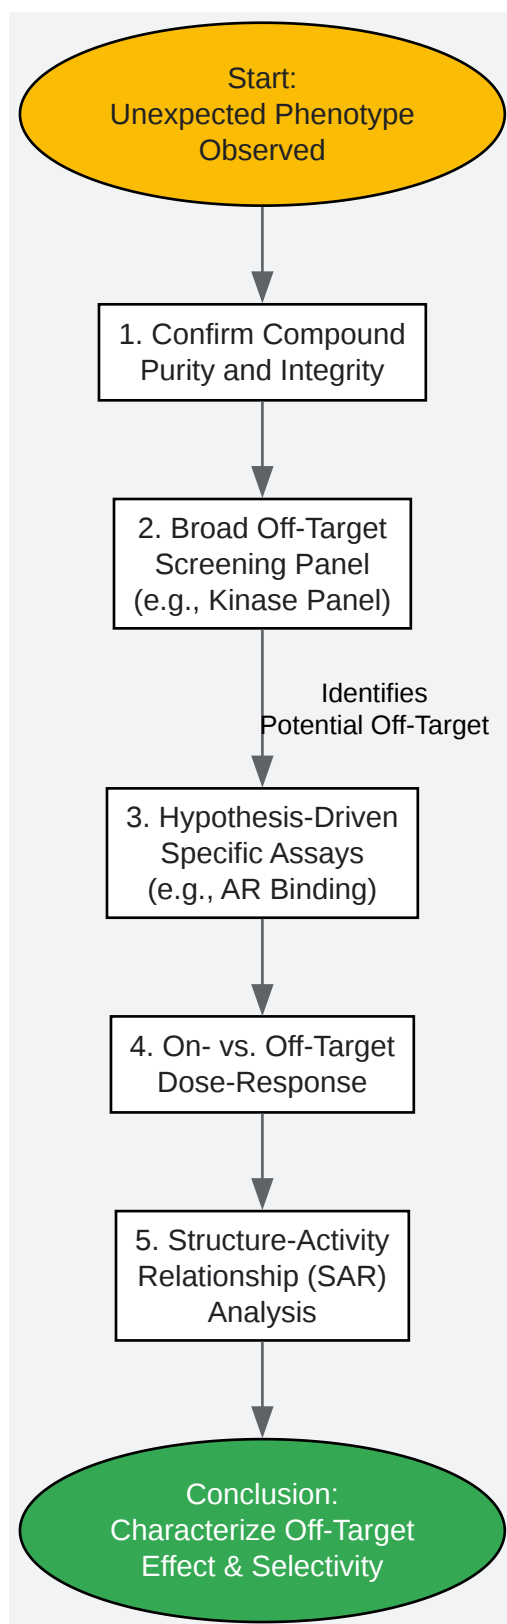 Start:
Unexpected Phenotype
Observed
1. Confirm Compound
Purity and Integrity
2. Broad Off-Target
Screening Panel
(e.g., Kinase Panel)
Identifies
Potential Off-Target
3. Hypothesis-Driven
Specific Assays
(e.g., AR Binding)
4. On- vs. Off-Target
Dose-Response
5. Structure-Activity
Relationship (SAR)
Analysis
Conclusion:
Characterize Off-Target
Effect & Selectivity